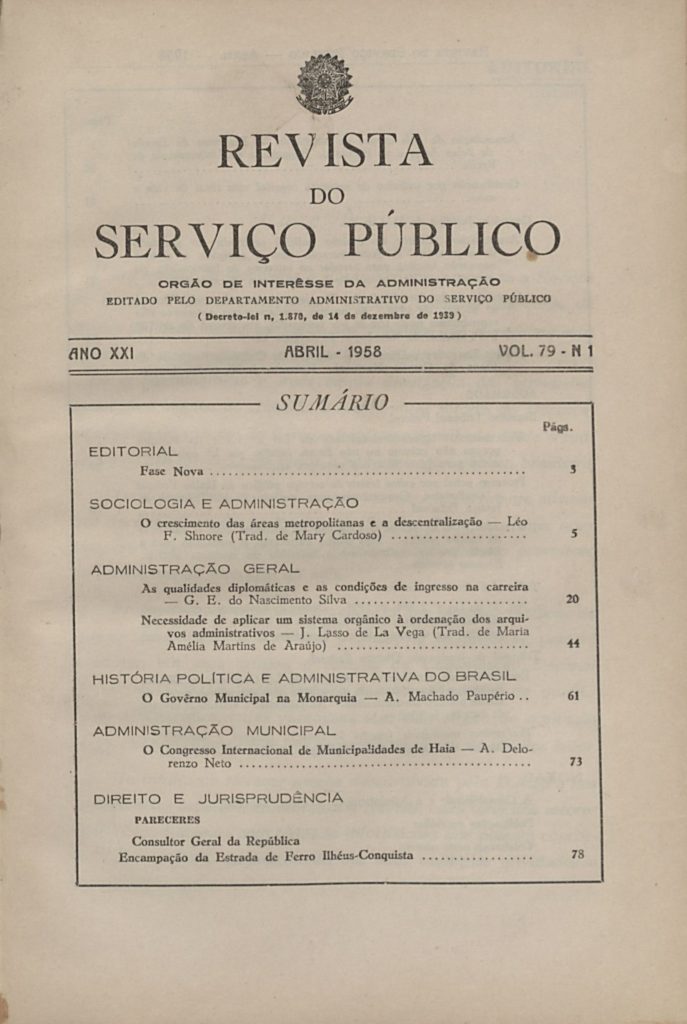 REVISTA
DO
SERVIÇO PÚBLICO
ORGÃO DE INTERÊSSE DA ADMINISTRAÇÃO
EDITADO PELO DEPARTAMENTO ADMINISTRATIVO DO SERVIÇO PÚBLICO
( Decreto-lei n, 1.870, de 14 de dezembro de 1939 )
ANO XXI ABRIL - 1958 VOL. 79 - N 1
SUMÁRIO
Págs.
EDITORIAL
Fase Nova ................................................ 3
SOCIOLOGIA E ADMINISTRAÇÃO
O crescimento das áreas metropolitanas e a descentralização — Léo
F. Shnore (Trad. de Mary Cardoso) ...................... 5
ADMINISTRAÇÃO GERAL
As qualidades diplomáticas e as condições de ingresso na carreira
— G. E. do Nascimento Silva ............................ 20
Necessidade de aplicar um sistema orgânico à ordenação dos arqui-
vos administrativos — J. Lasso de La Vega (Trad. de Maria
Amélia Martins de Araújo) ............................... 44
HISTÓRIA POLÍTICA E ADMINISTRATIVA DO BRASIL
O Govêrno Municipal na Monarquia — A. Machado Paupério .. 61
ADMINISTRAÇÃO MUNICIPAL
O Congresso Internacional de Municipalidades de Haia — A. Delo-
renzo Neto ............................................. 73
DIREITO E JURISPRUDÊNCIA
PARECERES
Consultor Geral da República
Encampação da Estrada de Ferro Ilhéus-Conquista .................. 78